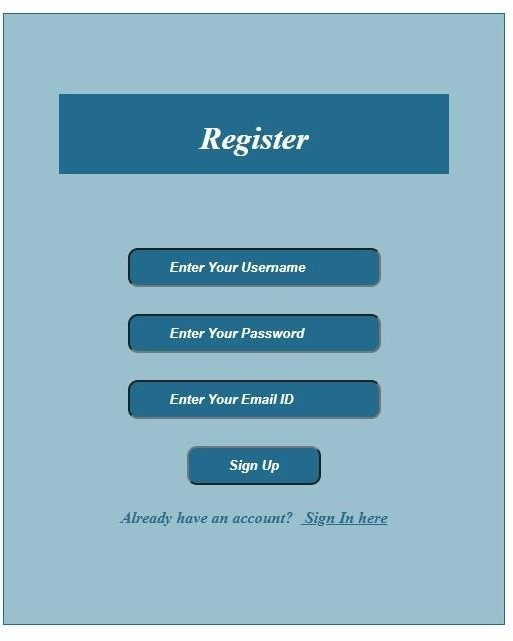 Register
Enter Your Username
Enter Your Password
Enter Your Email ID
Sign Up
Already have an account? Sign In here